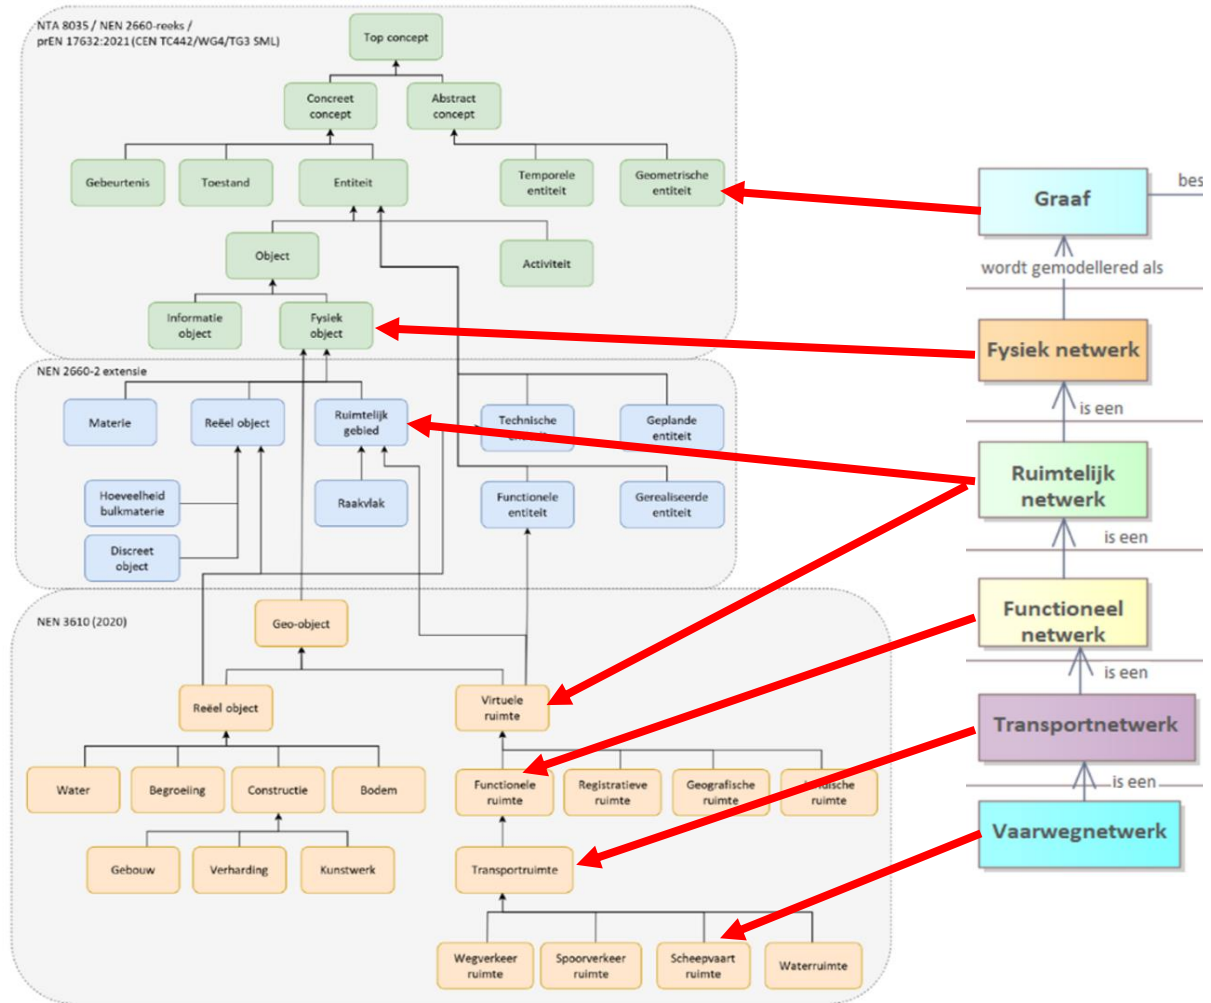 NTA 8035 / NEN 2660-reeks /
prEN 17632:2021 (CEN TC442/WG4/TG3 SML)
Top concept
Concreet
concept
Abstract
concept
Gebeurtenis
Toestand
Entiteit
Temporele
entiteit
Geometrische
entiteit
Object
Activiteit
Informatie
object
Fysiek
object
NEN 2660-2 extensie
Materie
Reëel object
Ruimtelijk
gebied
Technische
Geplande
entiteit
Hoeveelheid
bulkmaterie
Raakvlak
Functionele
entiteit
Gerealiseerde
entiteit
Discreet
object
NEN 3610 (2020)
Geo-object
Reëel object
Virtuele
ruimte
Water
Begroeiing
Constructie
Bodem
Functionele
ruimte
Registratieve
ruimte
Geografische
ruimte
ruimte
Gebouw
Verharding
Kunstwerk
Transportruimte
Wegverkeer
ruimte
Spoorverkeer
ruimte
Scheepvaart
ruimte
Waterruimte
Graaf
bes
wordt gemodellered als
Fysiek netwerk
is een
Ruimtelijk
netwerk
is een
Functioneel
netwerk
is een
Transportnetwerk
is een
Vaarwegnetwerk